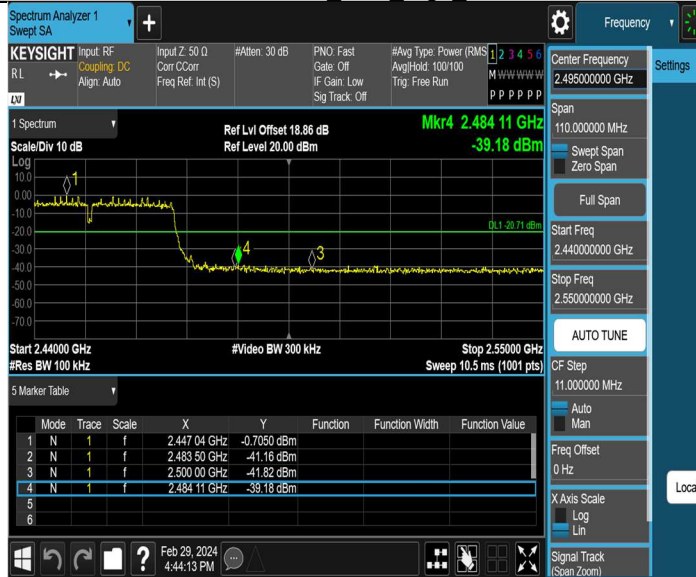 Spectrum Analyzer 1
Swept SA
+
Frequency
Settings
KEYSIGHT
RL
LXI
Input: RF
Coupling: DC
Align: Auto
Input Z: 50 Ω
Corr CCorr
Freq Ref: Int (S)
#Atten: 30 dB
PNO: Fast
Gate: Off
IF Gain: Low
Sig Track: Off
#Avg Type: Power (RMS
Avg|Hold: 100/100
Trig: Free Run
1 2 3 4 5 6
M W W W W W
P P P P P P
1 Spectrum
Scale/Div 10 dB
Ref Lvl Offset 18.86 dB
Ref Level 20.00 dBm
Mkr4 2.484 11 GHz
-39.18 dBm
Log
10.0
0.00
-10.0
-20.0
-30.0
-40.0
-50.0
-60.0
-70.0
1
4
3
DL1 -20.71 dBm
Start 2.44000 GHz
#Res BW 100 kHz
#Video BW 300 kHz
Stop 2.55000 GHz
Sweep 10.5 ms (1001 pts)
5 Marker Table
Mode Trace Scale X Y Function Function Width Function Value
1 N 1 f 2.447 04 GHz -0.7050 dBm
2 N 1 f 2.483 50 GHz -41.16 dBm
3 N 1 f 2.500 00 GHz -41.82 dBm
4 N 1 f 2.484 11 GHz -39.18 dBm
5
6
?
Feb 29, 2024
4:44:13 PM
Center Frequency
2.495000000 GHz
Span
110.000000 MHz
Swept Span
Zero Span
Full Span
Start Freq
2.440000000 GHz
Stop Freq
2.550000000 GHz
AUTO TUNE
CF Step
11.000000 MHz
Auto
Man
Freq Offset
0 Hz
X Axis Scale
Log
Lin
Signal Track
(Span Zoom)
Loca